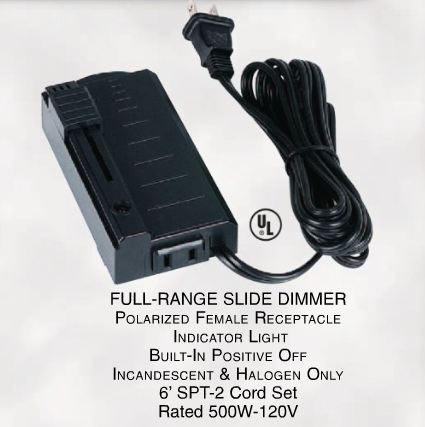 UL
FULL-RANGE SLIDE DIMMER
POLARIZED FEMALE RECEPTACLE
INDICATOR LIGHT
BUILT-IN POSITIVE OFF
INCANDESCENT & HALOGEN ONLY
6' SPT-2 Cord Set
Rated 500W-120V